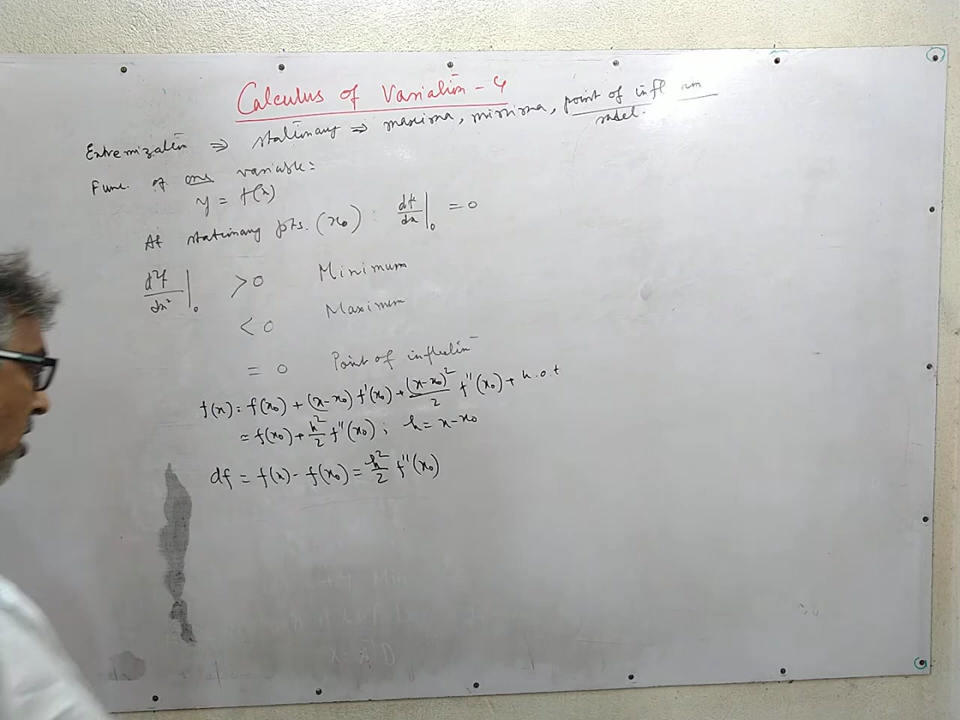 Calculus of Variation - 4
Extremization ⇒ stationary ⇒ maxima, minima, point of inflexion
sadel.
Func. of one variable:
y = f(x)
At stationary pts. (x₀) : df/dx|₀ = 0
d²f/dx²|₀ > 0 Minimum
< 0 Maximum
= 0 Point of inflection
f(x) = f(x₀) + (x-x₀) f'(x₀) + (x-x₀)²/2 f''(x₀) + h.o.t
= f(x₀) + h²/2 f''(x₀) ; h = x-x₀
df = f(x) - f(x₀) = h²/2 f''(x₀)